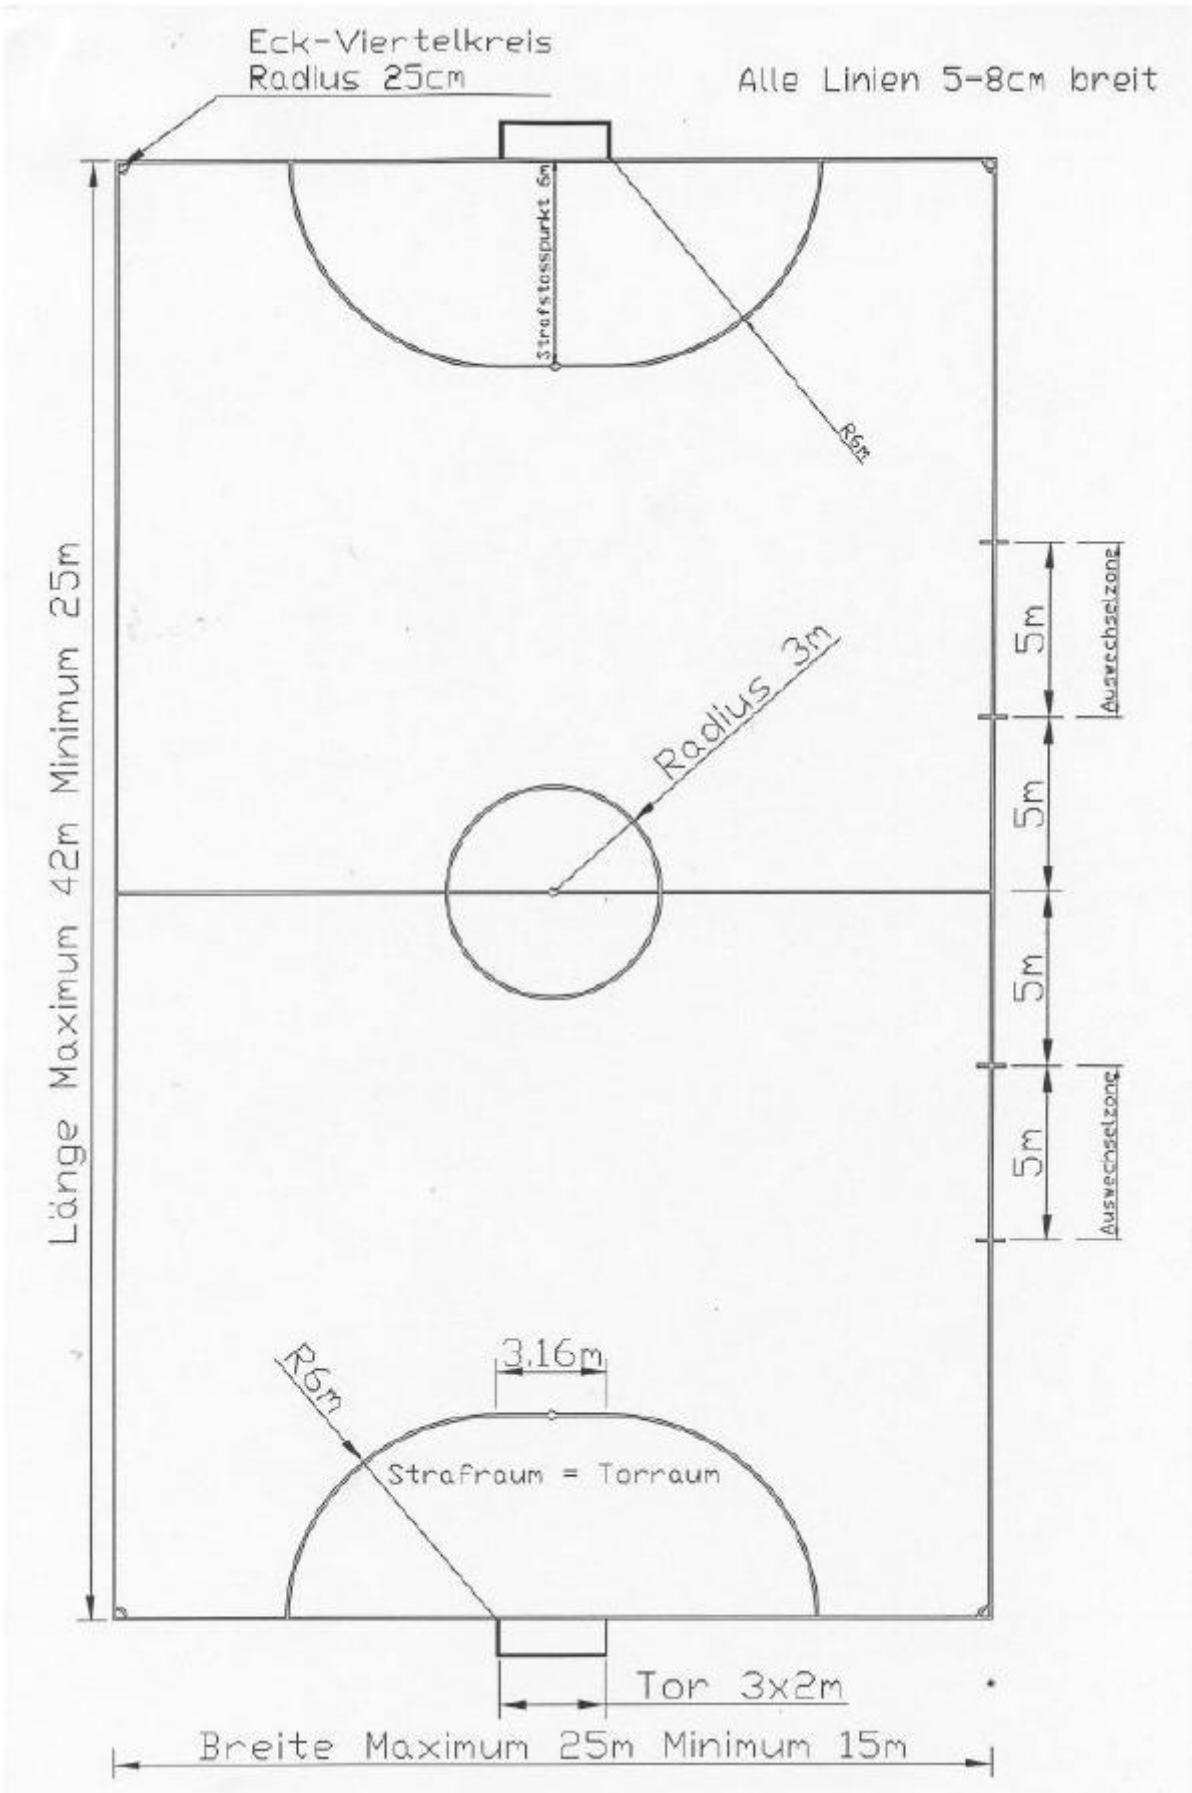 Eck-Viertelkreis
Radius 25cm
Alle Linien 5-8cm breit
Strafstosspunkt 6m
R6m
Länge Maximum 42m Minimum 25m
5m
Auswechselzone
Radius 3m
5m
5m
5m
Auswechselzone
3.16m
R6m
Strafraum = Torraum
Tor 3x2m
Breite Maximum 25m Minimum 15m